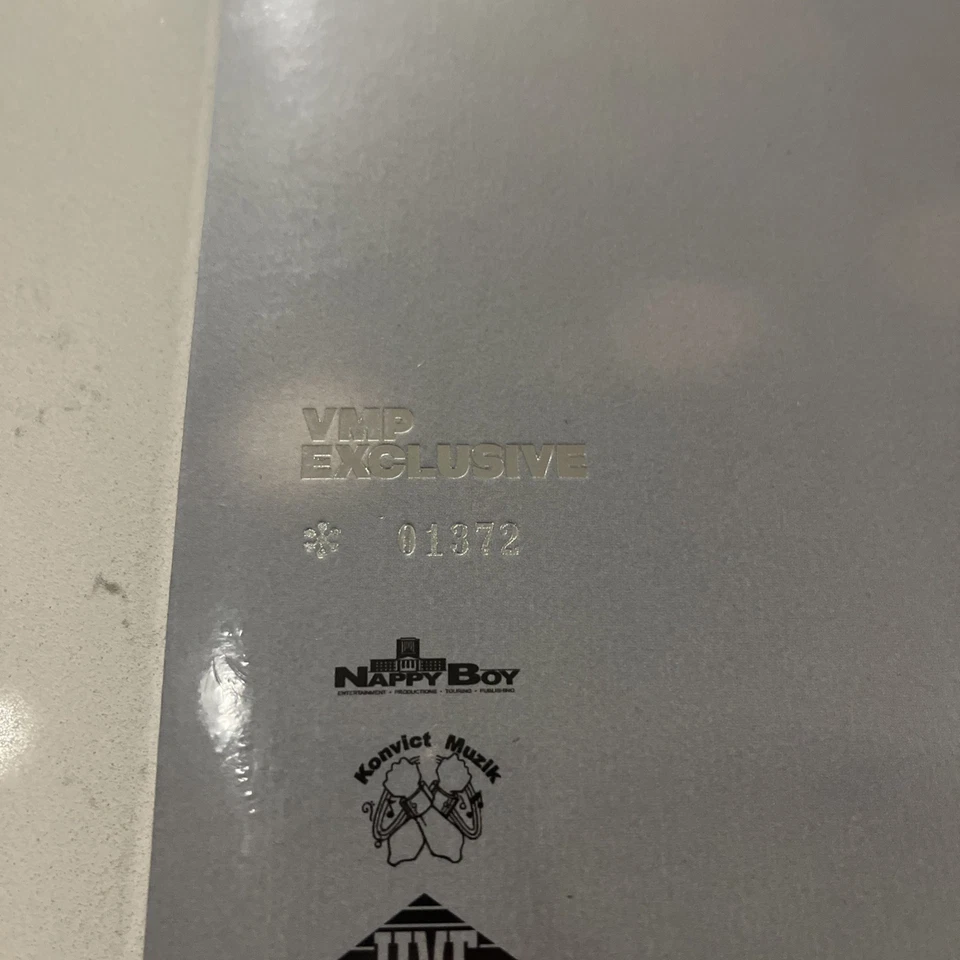 VMP
EXCLUSIVE
* 01372
NAPPY BOY
ENTERTAINMENT • PRODUCTIONS • TOURING • PUBLISHING
Konvict Muzik